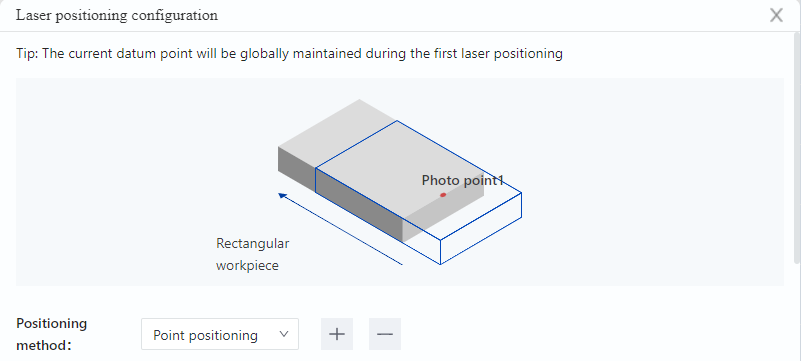 Laser positioning configuration
Tip: The current datum point will be globally maintained during the first laser positioning
Photo point1
Rectangular
workpiece
Positioning
method:
Point positioning